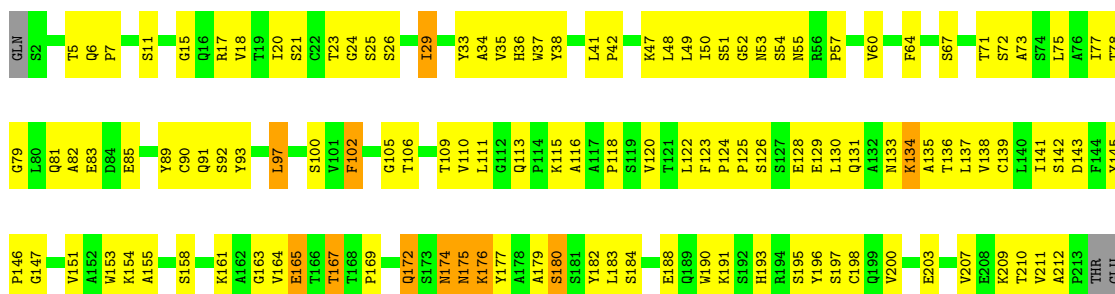 GLN S2 T5 Q6 P7 S11 G15 Q16 R17 V18 T19 I20 S21 C22 T23 G24 S25 S26 I29 Y33 A34 V35 H36 W37 Y38 L41 P42 K47 L48 L49 I50 S51 G52 N53 S54 N55 R56 P57 V60 F64 S67 T71 S72 A73 S74 L75 A76 I77 T78
G79 L80 Q81 A82 E83 D84 E85 Y89 C90 Q91 S92 Y93 L97 S100 V101 F102 G105 T106 T109 V110 L111 G112 Q113 P114 K115 A116 A117 P118 S119 V120 T121 L122 F123 P124 P125 S126 S127 E128 E129 L130 Q131 A132 N133 K134 A135 T136 L137 V138 C139 L140 I141 S142 D143 F144 Y145
P146 G147 V151 A152 W153 K154 A155 S158 K161 A162 G163 V164 E165 T166 T167 T168 P169 Q172 S173 N174 N175 K176 Y177 A178 A179 S180 S181 Y182 L183 S184 E188 Q189 W190 K191 S192 H193 R194 S195 Y196 S197 C198 Q199 V200 E203 V207 E208 K209 T210 V211 A212 P213 THR GLU